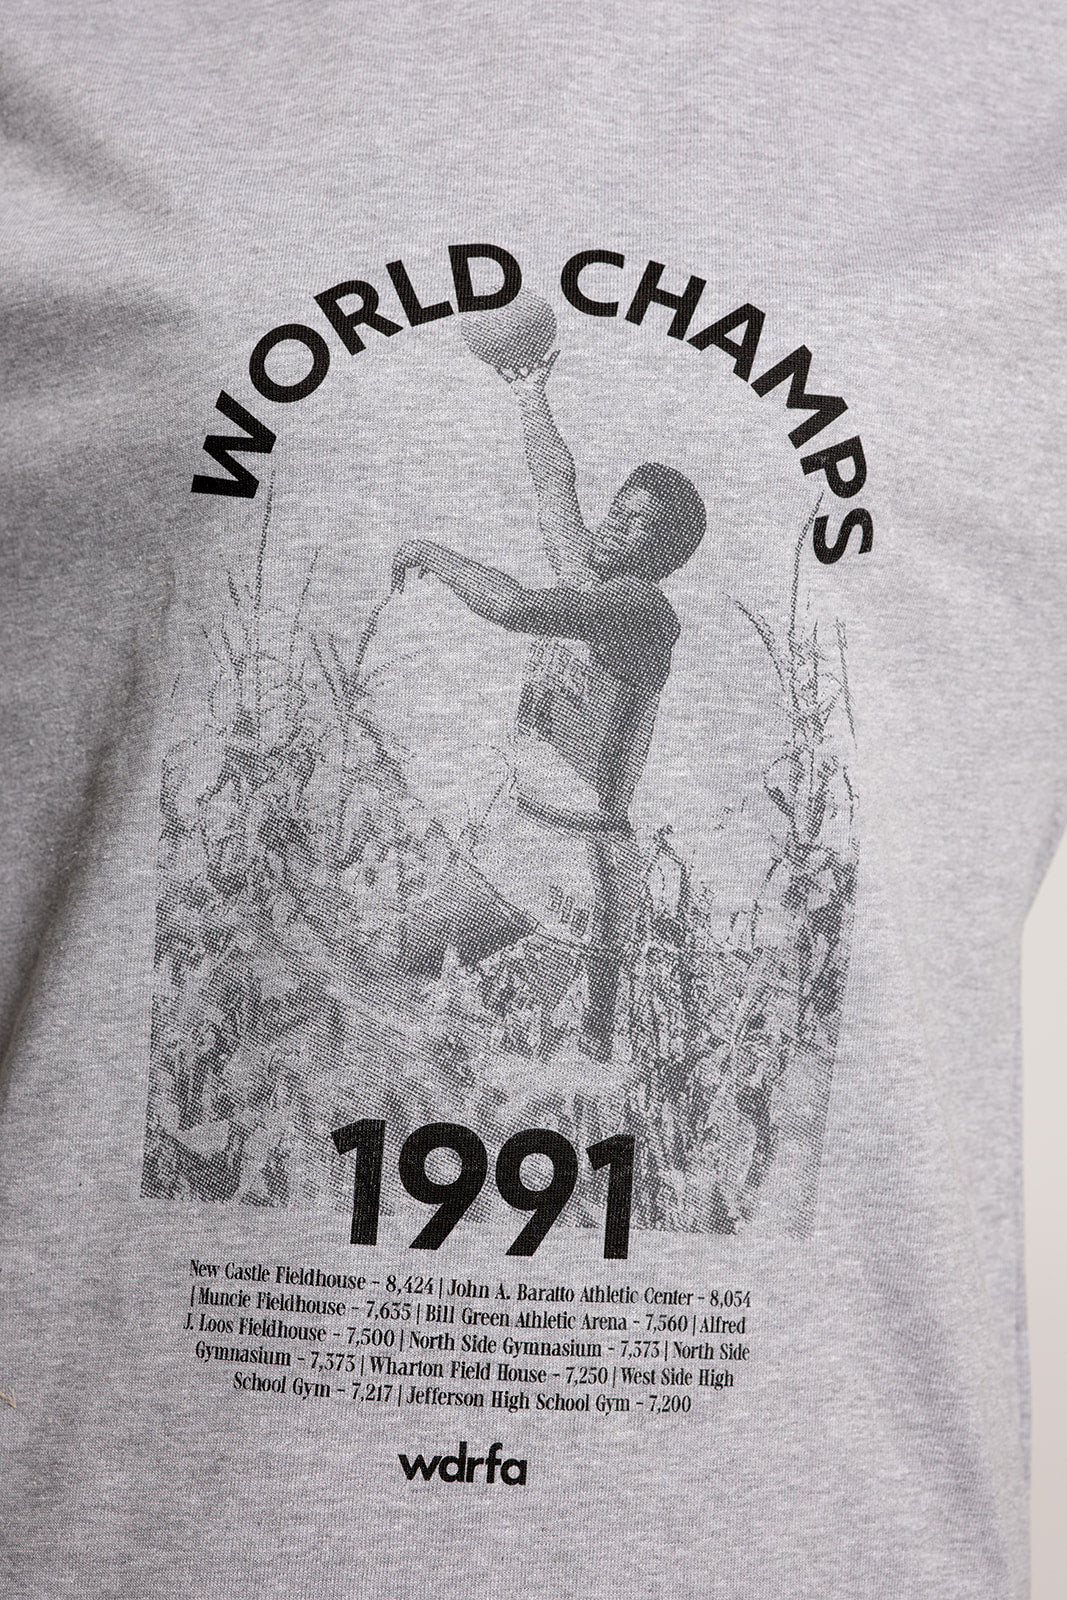 WORLD CHAMPS
1991
New Castle Fieldhouse - 8,424 | John A. Baratto Athletic Center - 8,054
| Muncie Fieldhouse - 7,635 | Bill Green Athletic Arena - 7,560 | Alfred
J. Loos Fieldhouse - 7,500 | North Side Gymnasium - 7,373 | North Side
Gymnasium - 7,373 | Wharton Field House - 7,250 | West Side High
School Gym - 7,217 | Jefferson High School Gym - 7,200
wdrfa